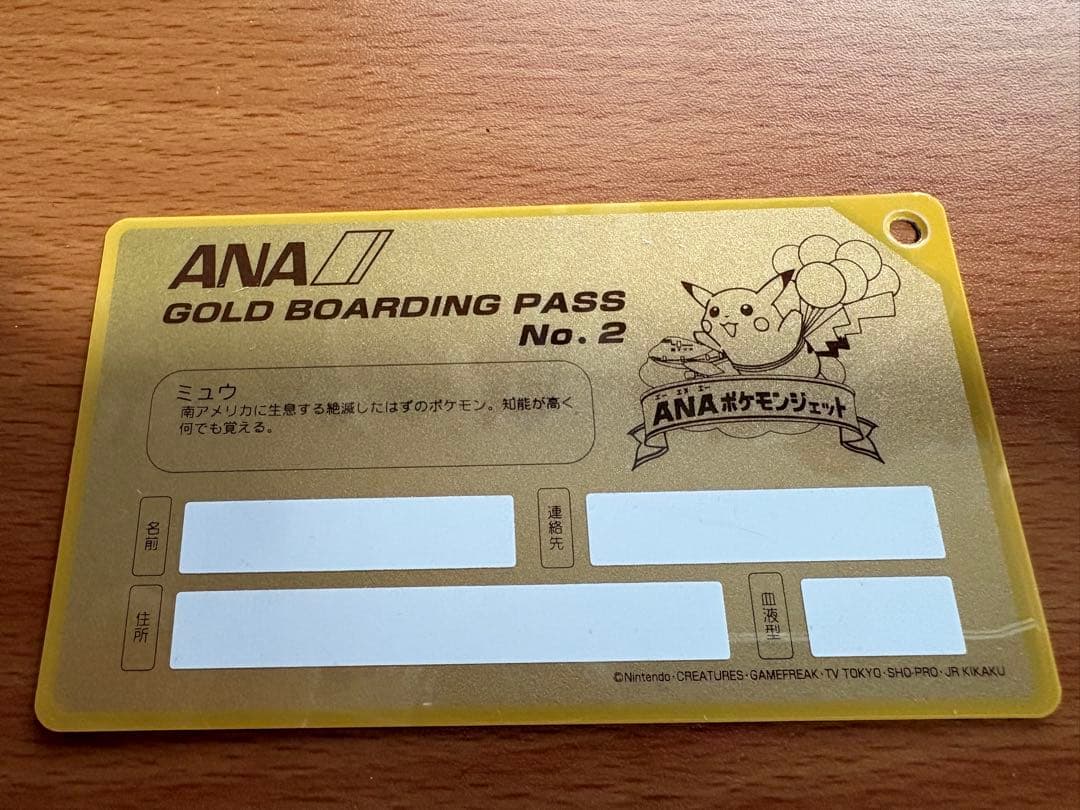 ANA
GOLD BOARDING PASS
No. 2
ミュウ
南アメリカに生息する絶滅したはずのポケモン。知能が高く
何でも覚える。
エー エヌ エー
ANAポケモンジェット
名前
連絡先
住所
血液型
©Nintendo・CREATURES・GAMEFREAK・TV TOKYO・SHO-PRO・JR KIKAKU